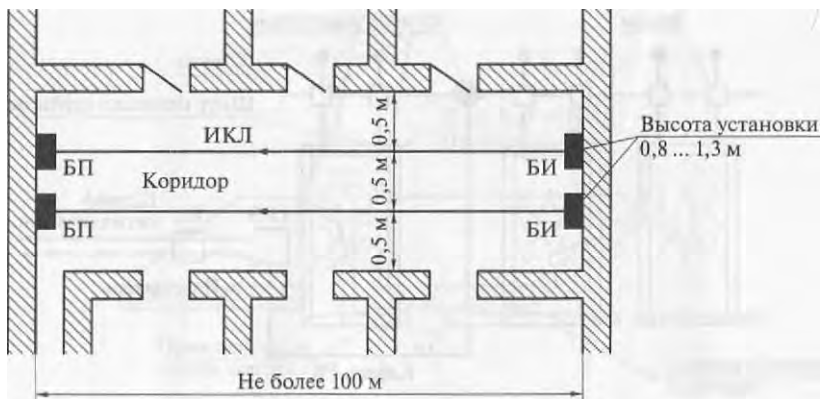 ИКЛ
0,5 м
Высота установки
0,8 ... 1,3 м
БП
БИ
Коридор
0,5 м
БП
БИ
0,5 м
Не более 100 м